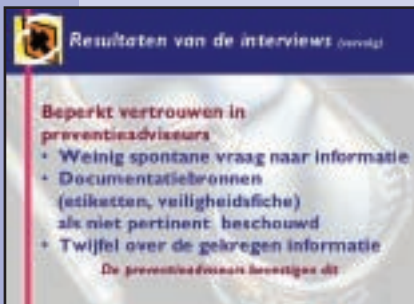 Resultaten van de interviews (vervolg)
Beperkt vertrouwen in
preventieadviseurs
• Weinig spontane vraag naar informatie
• Documentatiebronnen
(etiketten, veiligheidsfiche)
als niet pertinent beschouwd
• Twijfel over de gekregen informatie
De preventieadviseurs bevestigen dit